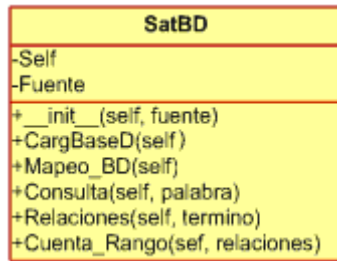 SatBD
-Self
-Fuente
+__init__(self, fuente)
+CargBaseD(self)
+Mapeo_BD(self)
+Consulta(self, palabra)
+Relaciones(self, termino)
+Cuenta_Rango(sef, relaciones)